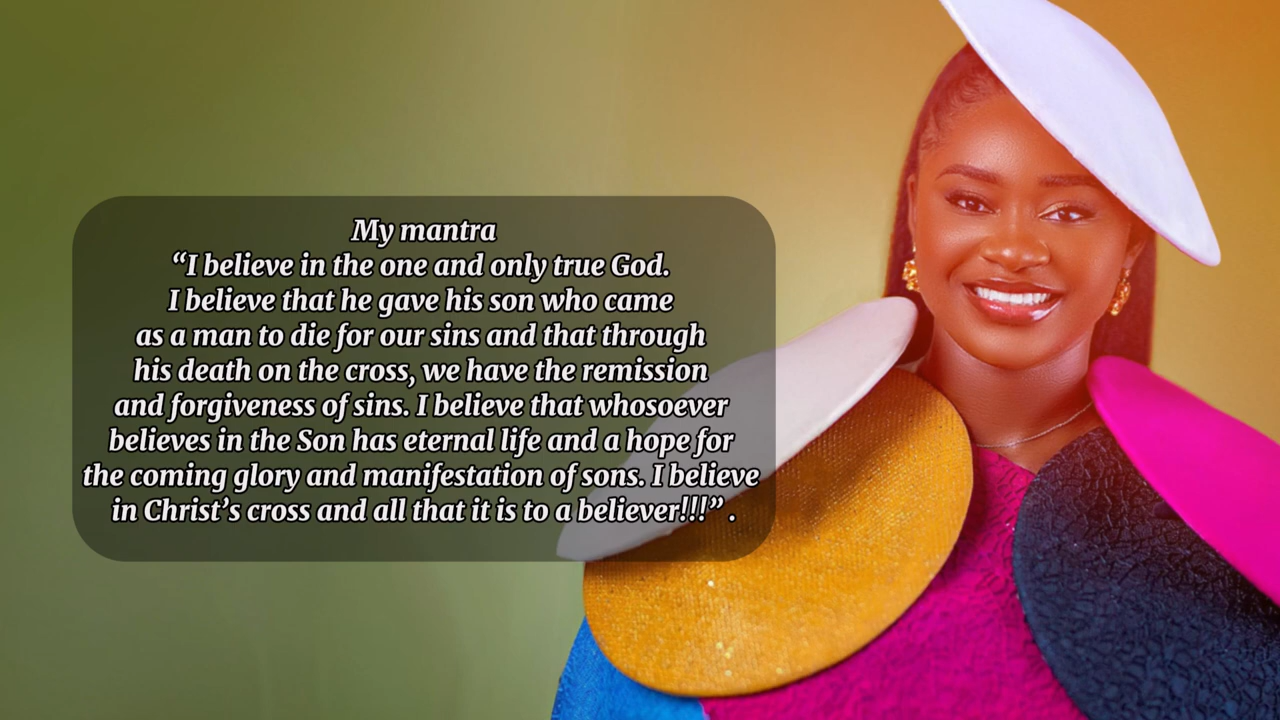 My mantra
“I believe in the one and only true God.
I believe that he gave his son who came
as a man to die for our sins and that through
his death on the cross, we have the remission
and forgiveness of sins. I believe that whosoever
believes in the Son has eternal life and a hope for
the coming glory and manifestation of sons. I believe
in Christ’s cross and all that it is to a believer!!!” .